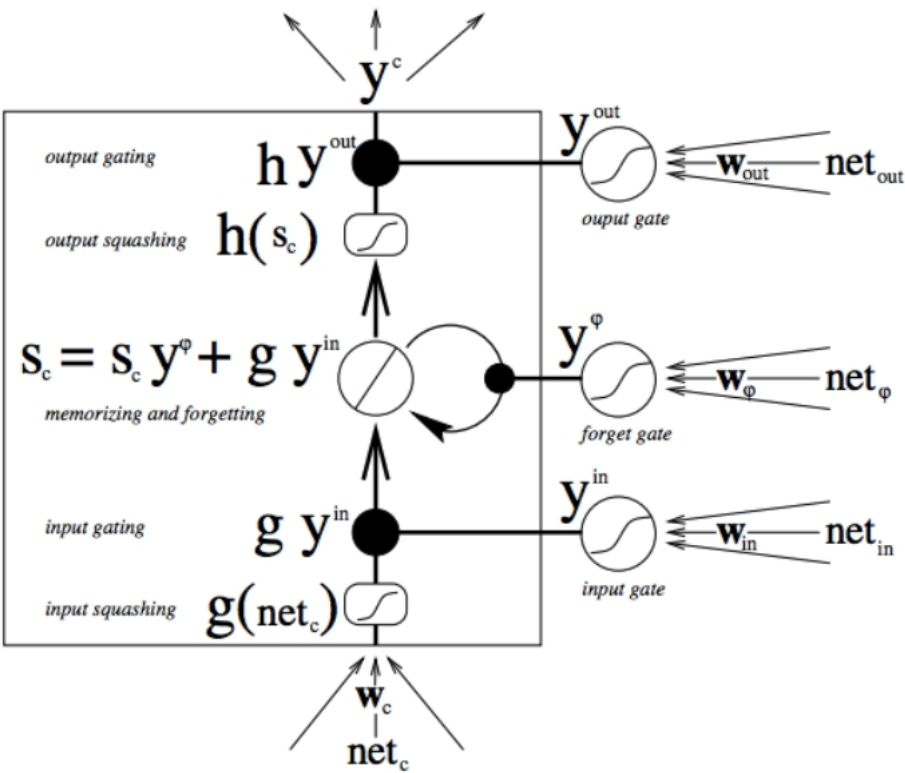 y^c
y^out
output gating
h y^out
w_out
net_out
ouput gate
output squashing
h(s_c)
y^φ
s_c = s_c y^φ + g y^in
w_φ
net_φ
memorizing and forgetting
forget gate
y^in
input gating
g y^in
w_in
net_in
input gate
input squashing
g(net_c)
w_c
net_c